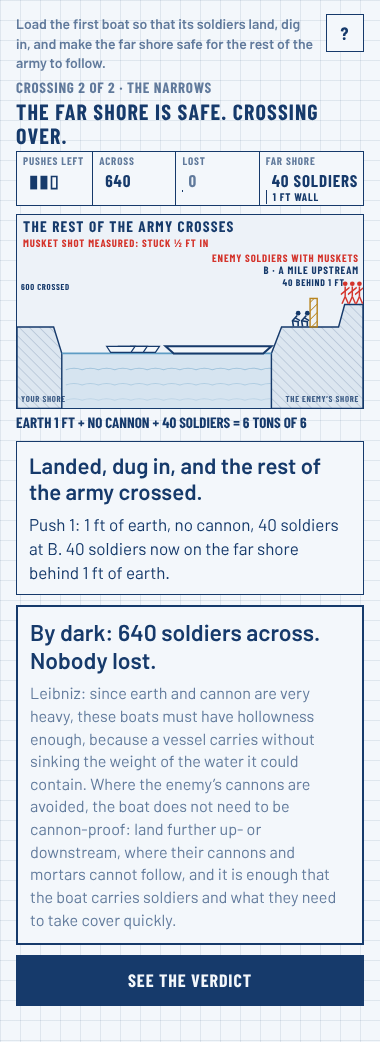 Load the first boat so that its soldiers land, dig
in, and make the far shore safe for the rest of the
army to follow.
?
CROSSING 2 OF 2 · THE NARROWS
THE FAR SHORE IS SAFE. CROSSING
OVER.
PUSHES LEFT
ACROSS
640
LOST
0
FAR SHORE
40 SOLDIERS
1 FT WALL
THE REST OF THE ARMY CROSSES
MUSKET SHOT MEASURED: STUCK ½ FT IN
ENEMY SOLDIERS WITH MUSKETS
B · A MILE UPSTREAM
40 BEHIND 1 FT
600 CROSSED
YOUR SHORE
THE ENEMY'S SHORE
EARTH 1 FT + NO CANNON + 40 SOLDIERS = 6 TONS OF 6
Landed, dug in, and the rest of
the army crossed.
Push 1: 1 ft of earth, no cannon, 40 soldiers
at B. 40 soldiers now on the far shore
behind 1 ft of earth.
By dark: 640 soldiers across.
Nobody lost.
Leibniz: since earth and cannon are very
heavy, these boats must have hollowness
enough, because a vessel carries without
sinking the weight of the water it could
contain. Where the enemy's cannons are
avoided, the boat does not need to be
cannon-proof: land further up- or
downstream, where their cannons and
mortars cannot follow, and it is enough that
the boat carries soldiers and what they need
to take cover quickly.
SEE THE VERDICT